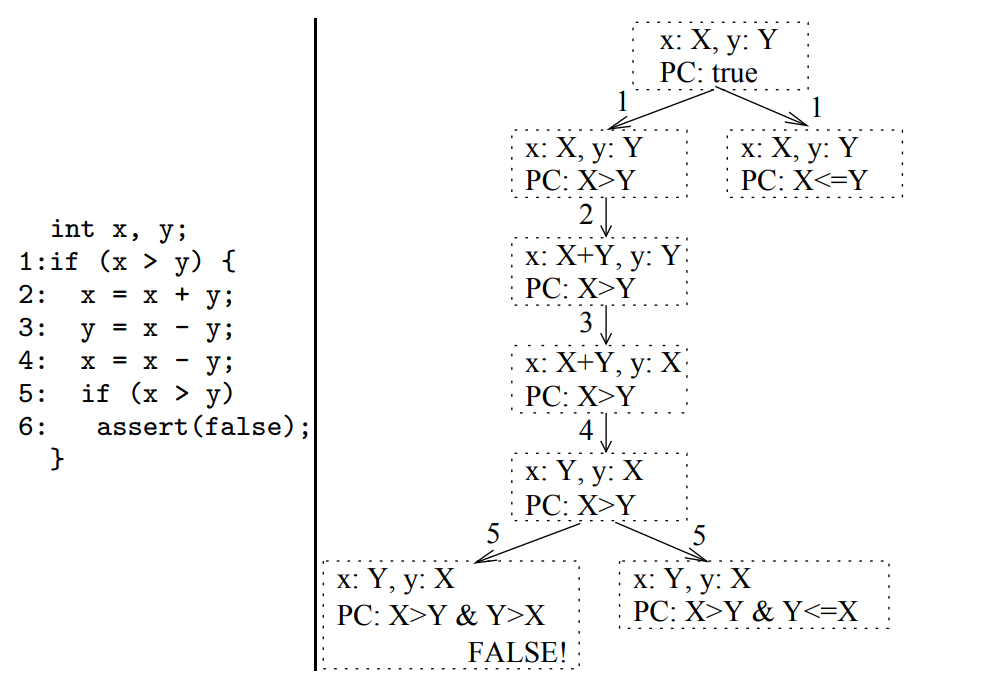 int x, y;
1:if (x > y) {
2:  x = x + y;
3:  y = x - y;
4:  x = x - y;
5:  if (x > y)
6:   assert(false);
}
x: X, y: Y
PC: true
1
1
x: X, y: Y
PC: X>Y
x: X, y: Y
PC: X<=Y
2
x: X+Y, y: Y
PC: X>Y
3
x: X+Y, y: X
PC: X>Y
4
x: Y, y: X
PC: X>Y
5
5
x: Y, y: X
PC: X>Y & Y>X
FALSE!
x: Y, y: X
PC: X>Y & Y<=X